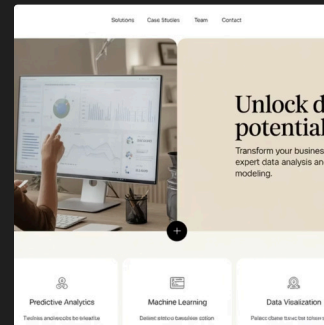 Solutions Case Studies Team Contact
Unlock d
potential
Transform your busines
expert data analysis an
modeling.
Predictive Analytics
Machine Learning
Data Visalization